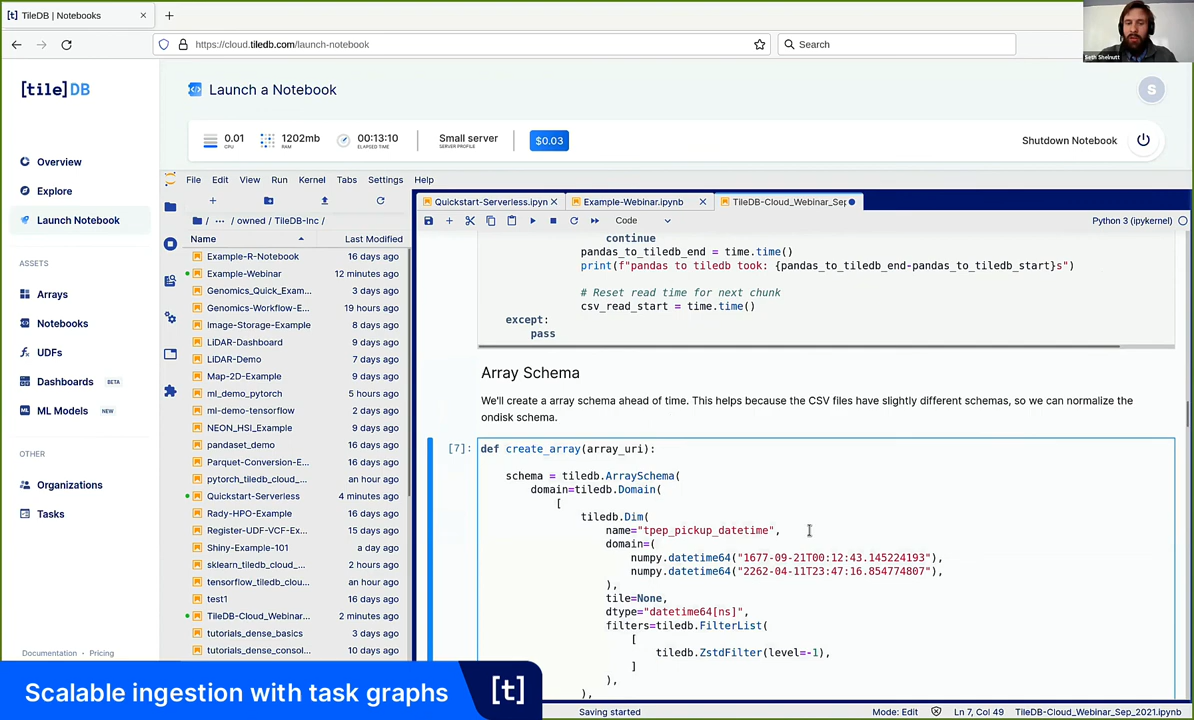 [t] TileDB | Notebooks × +
https://cloud.tiledb.com/launch-notebook
Search
Seth Shelnutt
[tile]DB
Launch a Notebook
S
0.01
CPU
1202mb
RAM
00:13:10
ELAPSED TIME
Small server
SERVER PROFILE
$0.03
Shutdown Notebook
Overview
Explore
Launch Notebook
ASSETS
Arrays
Notebooks
UDFs
Dashboards BETA
ML Models NEW
OTHER
Organizations
Tasks
Documentation - Pricing
File Edit View Run Kernel Tabs Settings Help
/ ··· / owned / TileDB-Inc /
Name Last Modified
Example-R-Notebook 16 days ago
Example-Webinar 12 minutes ago
Genomics_Quick_Exam... 3 days ago
Genomics-Workflow-E... 19 hours ago
Image-Storage-Example 8 days ago
LiDAR-Dashboard 9 days ago
LiDAR-Demo 7 days ago
Map-2D-Example 9 days ago
ml_demo_pytorch 5 hours ago
ml-demo-tensorflow 2 days ago
NEON_HSI_Example 9 days ago
pandaset_demo 16 days ago
Parquet-Conversion-E... 16 days ago
pytorch_tiledb_cloud_... an hour ago
Quickstart-Serverless 4 minutes ago
Rady-HPO-Example 16 days ago
Register-UDF-VCF-Ex... 15 days ago
Shiny-Example-101 a day ago
sklearn_tiledb_cloud_... 2 hours ago
tensorflow_tiledb_clou... an hour ago
test1 16 days ago
TileDB-Cloud_Webinar... 2 minutes ago
tutorials_dense_basics 3 days ago
tutorials_dense_consol... 10 days ago
Quickstart-Serverless.ipyn × Example-Webinar.ipynb × TileDB-Cloud_Webinar_Sep
Code
Python 3 (ipykernel)
continue
pandas_to_tiledb_end = time.time()
print(f"pandas to tiledb took: {pandas_to_tiledb_end-pandas_to_tiledb_start}s")
# Reset read time for next chunk
csv_read_start = time.time()
except:
pass
Array Schema
We'll create a array schema ahead of time. This helps because the CSV files have slightly different schemas, so we can normalize the
ondisk schema.
[7]: def create_array(array_uri):
schema = tiledb.ArraySchema(
domain=tiledb.Domain(
[
tiledb.Dim(
name="tpep_pickup_datetime",
domain=(
numpy.datetime64("1677-09-21T00:12:43.145224193"),
numpy.datetime64("2262-04-11T23:47:16.854774807"),
),
tile=None,
dtype="datetime64[ns]",
filters=tiledb.FilterList(
[
tiledb.ZstdFilter(level=-1),
]
),
),
Scalable ingestion with task graphs [t]
Saving started
Mode: Edit Ln 7, Col 49 TileDB-Cloud_Webinar_Sep_2021.ipynb